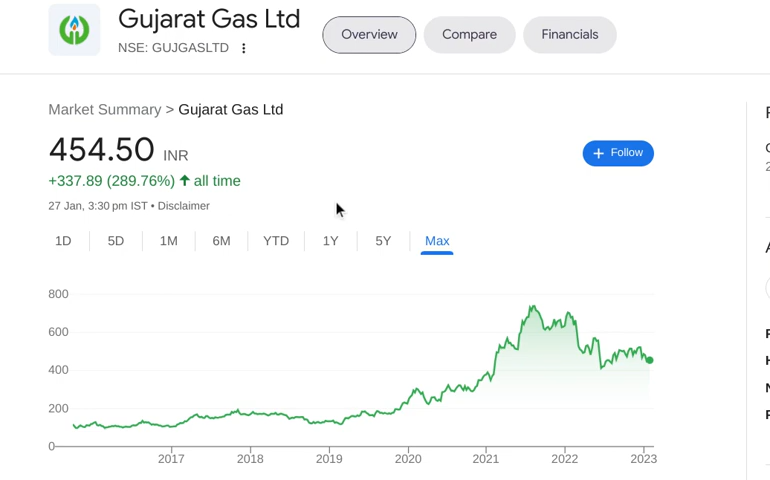 Gujarat Gas Ltd
NSE: GUJGASLTD
Overview
Compare
Financials
Market Summary > Gujarat Gas Ltd
454.50 INR
+ Follow
+337.89 (289.76%) ↑ all time
27 Jan, 3:30 pm IST • Disclaimer
1D 5D 1M 6M YTD 1Y 5Y Max
800
600
400
200
0
2017 2018 2019 2020 2021 2022 2023